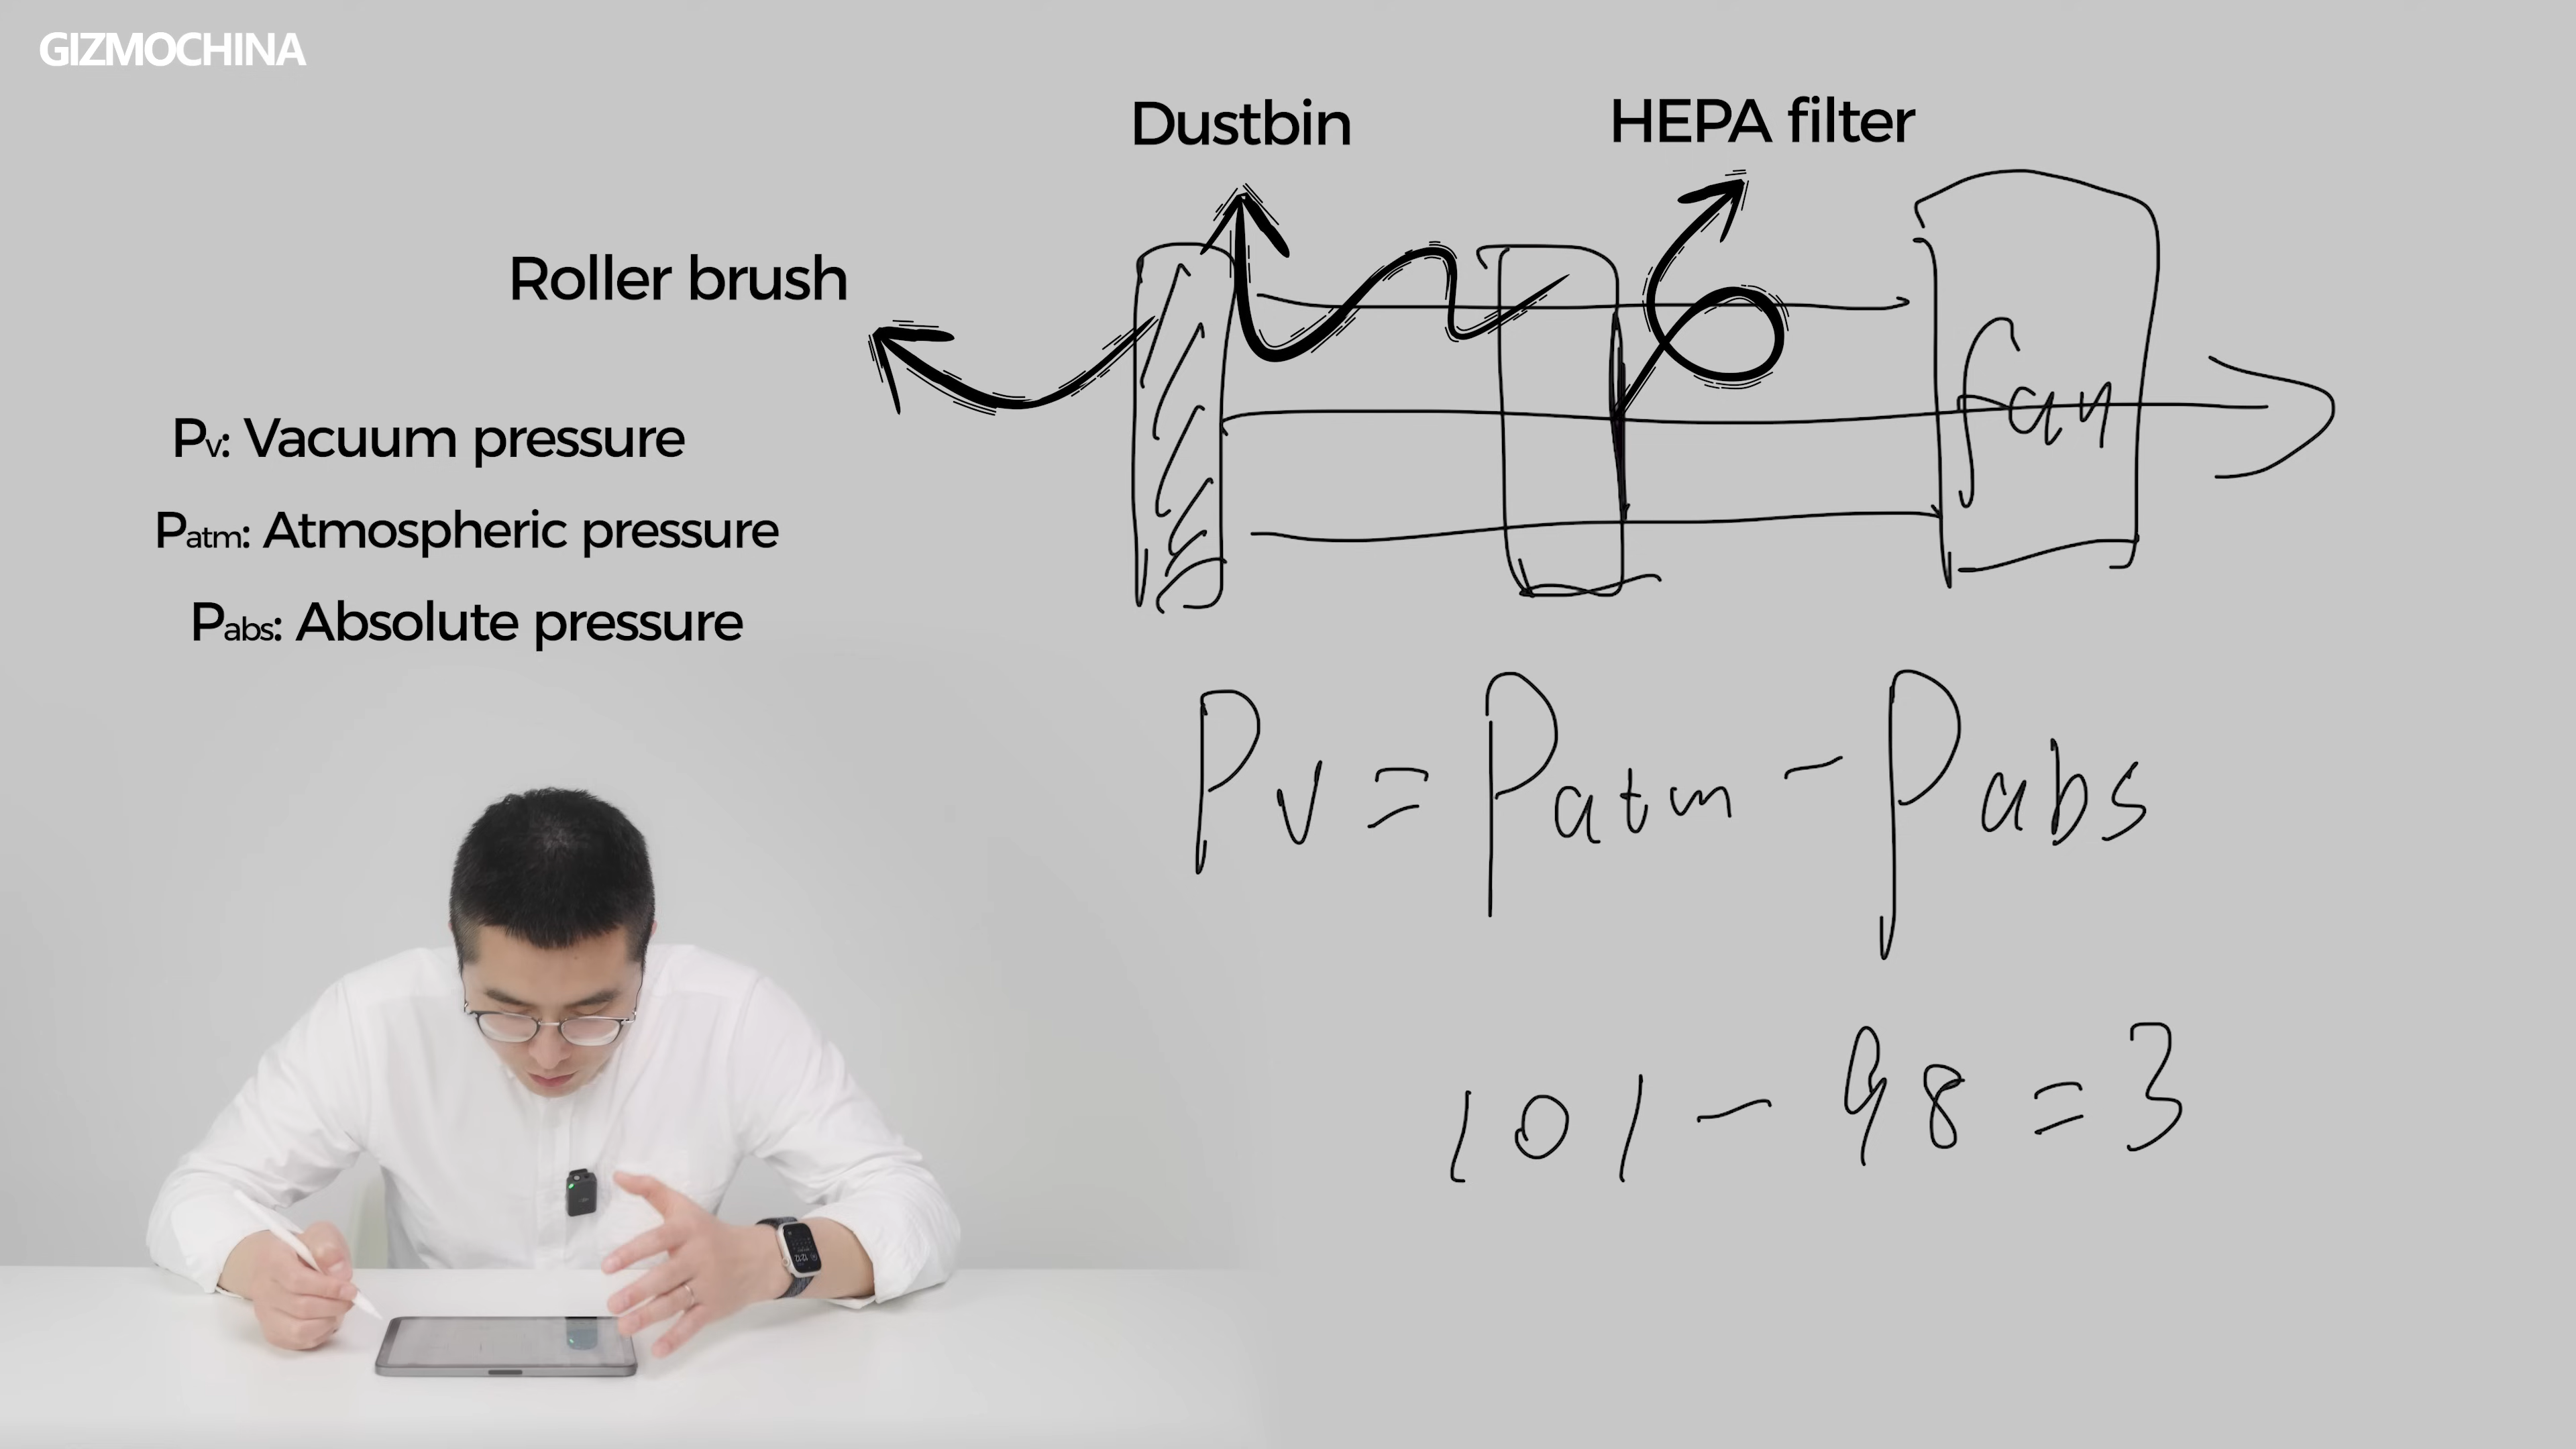 GIZMOCHINA
Dustbin
HEPA filter
Roller brush
fan
Pv: Vacuum pressure
Patm: Atmospheric pressure
Pabs: Absolute pressure
Pv = Patm - Pabs
101 - 98 = 3